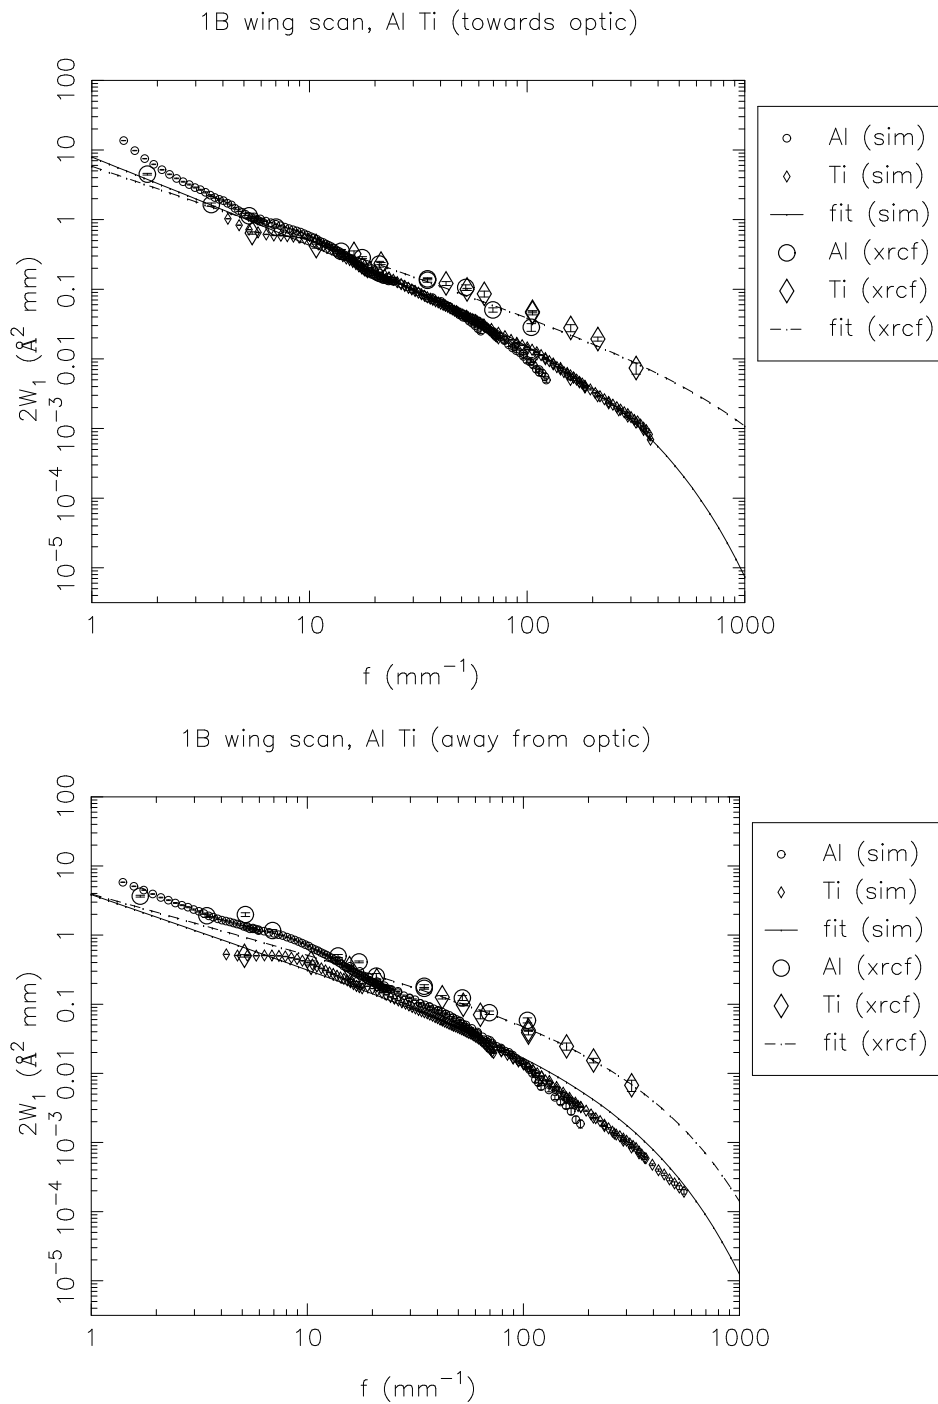 1B wing scan, Al Ti (towards optic)
100
10
1
0.1
0.01
10⁻³
10⁻⁴
10⁻⁵
2W₁ (Å² mm)
1 10 100 1000
f (mm⁻¹)
Al (sim)
Ti (sim)
fit (sim)
Al (xrcf)
Ti (xrcf)
fit (xrcf)
1B wing scan, Al Ti (away from optic)
100
10
1
0.1
0.01
10⁻³
10⁻⁴
10⁻⁵
2W₁ (Å² mm)
1 10 100 1000
f (mm⁻¹)
Al (sim)
Ti (sim)
fit (sim)
Al (xrcf)
Ti (xrcf)
fit (xrcf)